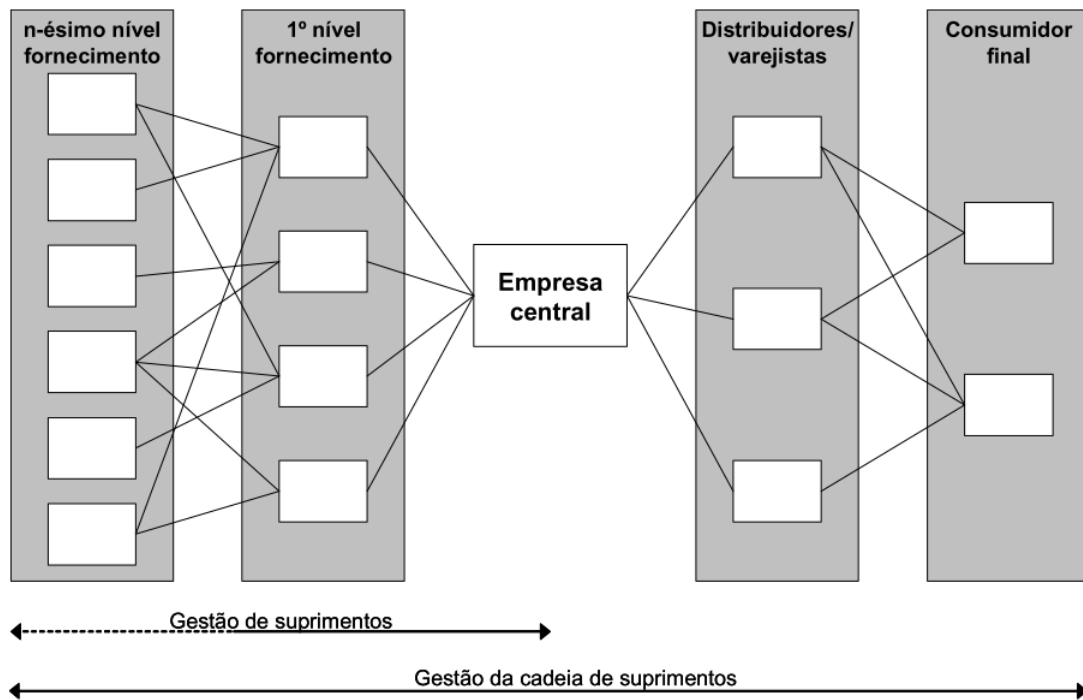 n-ésimo nível
fornecimento
1º nível
fornecimento
Distribuidores/
varejistas
Consumidor
final
Empresa
central
Gestão de suprimentos
Gestão da cadeia de suprimentos